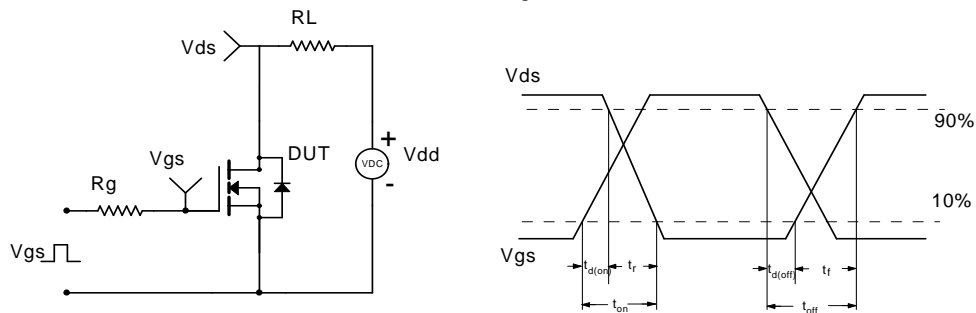 RL
Vds
Vgs
DUT
VDC
+
-
Vdd
Rg
Vgs
Vds
90%
10%
Vgs
td(on)
tr
ton
td(off)
tf
toff